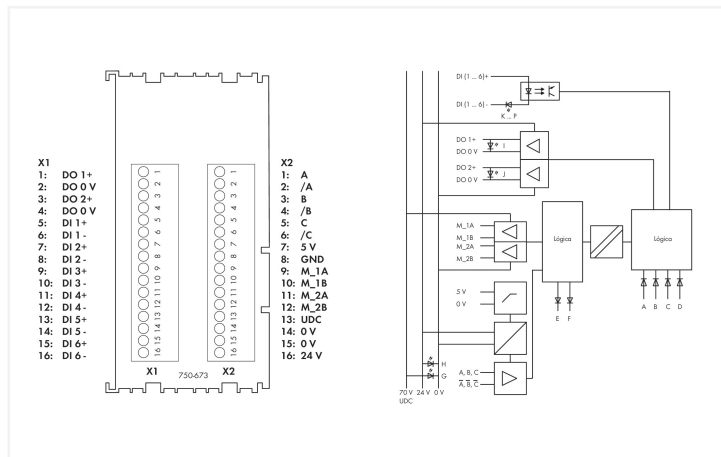 X1
1: DO 1+
2: DO 0 V
3: DO 2+
4: DO 0 V
5: DI 1+
6: DI 1 -
7: DI 2+
8: DI 2 -
9: DI 3+
10: DI 3 -
11: DI 4+
12: DI 4 -
13: DI 5+
14: DI 5 -
15: DI 6+
16: DI 6 -
1
2
3
4
5
6
7
8
9
10
11
12
13
14
15
16
X1
750-673
1
2
3
4
5
6
7
8
9
10
11
12
13
14
15
16
X2
X2
1: A
2: /A
3: B
4: /B
5: C
6: /C
7: 5 V
8: GND
9: M_1A
10: M_1B
11: M_2A
12: M_2B
13: UDC
14: 0 V
15: 0 V
16: 24 V
DI (1 ... 6)+
DI (1 ... 6) -
K ... P
DO 1+
DO 0 V
I
DO 2+
DO 0 V
J
M_1A
M_1B
M_2A
M_2B
Lógica
Lógica
A B C D
E F
5 V
0 V
H
G
A, B, C
A, B, C
70 V 24 V 0 V
UDC